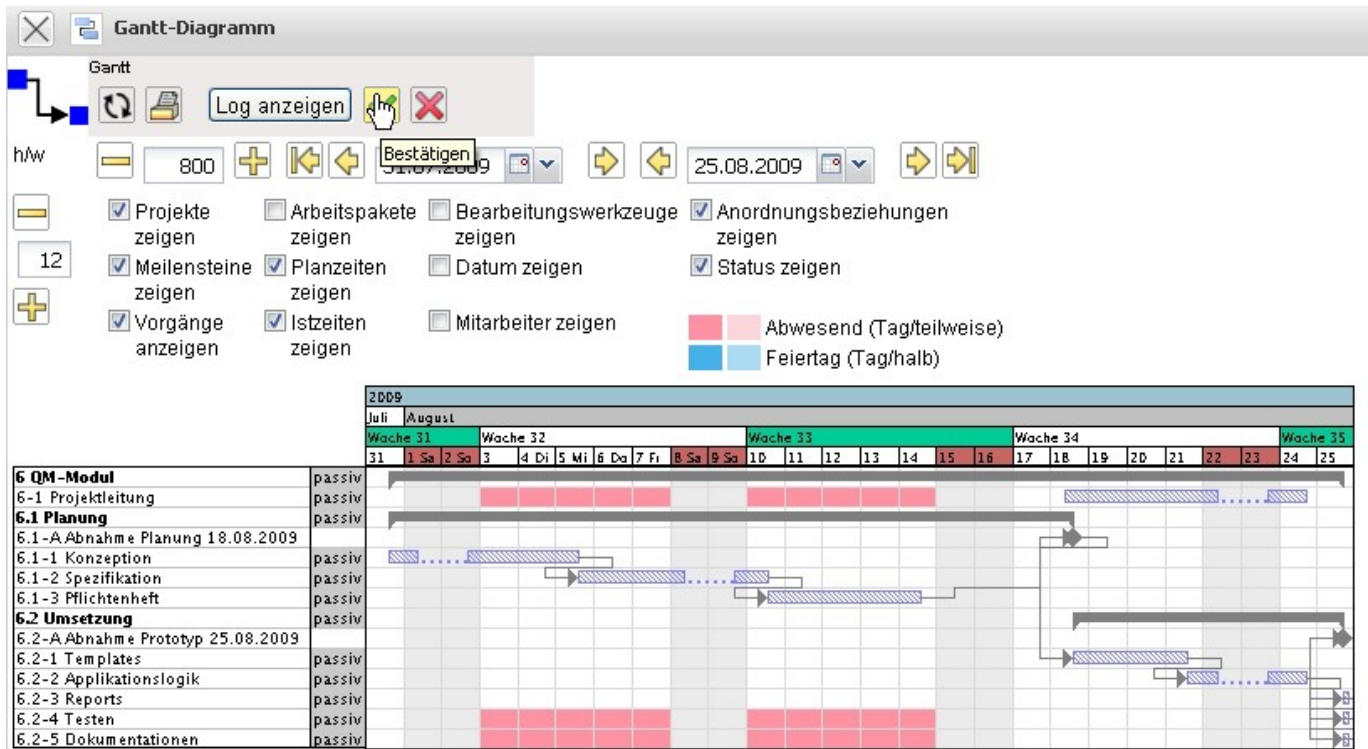 Gantt-Diagramm
Gantt
Log anzeigen
Bestätigen
h/w
800
31.07.2009
25.08.2009
12
Projekte zeigen
Arbeitspakete zeigen
Bearbeitungswerkzeuge zeigen
Anordnungsbeziehungen zeigen
Meilensteine zeigen
Planzeiten zeigen
Datum zeigen
Status zeigen
Vorgänge anzeigen
Istzeiten zeigen
Mitarbeiter zeigen
Abwesend (Tag/teilweise)
Feiertag (Tag/halb)
2009
Juli August
Woche 31 Woche 32 Woche 33 Woche 34 Woche 35
31 1 Sa 2 So 3 4 Di 5 Mi 6 Do 7 Fr 8 Sa 9 So 10 11 12 13 14 15 16 17 18 19 20 21 22 23 24 25
6 QM-Modul passiv
6-1 Projektleitung passiv
6.1 Planung passiv
6.1-A Abnahme Planung 18.08.2009
6.1-1 Konzeption passiv
6.1-2 Spezifikation passiv
6.1-3 Pflichtenheft passiv
6.2 Umsetzung passiv
6.2-A Abnahme Prototyp 25.08.2009
6.2-1 Templates passiv
6.2-2 Applikationslogik passiv
6.2-3 Reports passiv
6.2-4 Testen passiv
6.2-5 Dokumentationen passiv